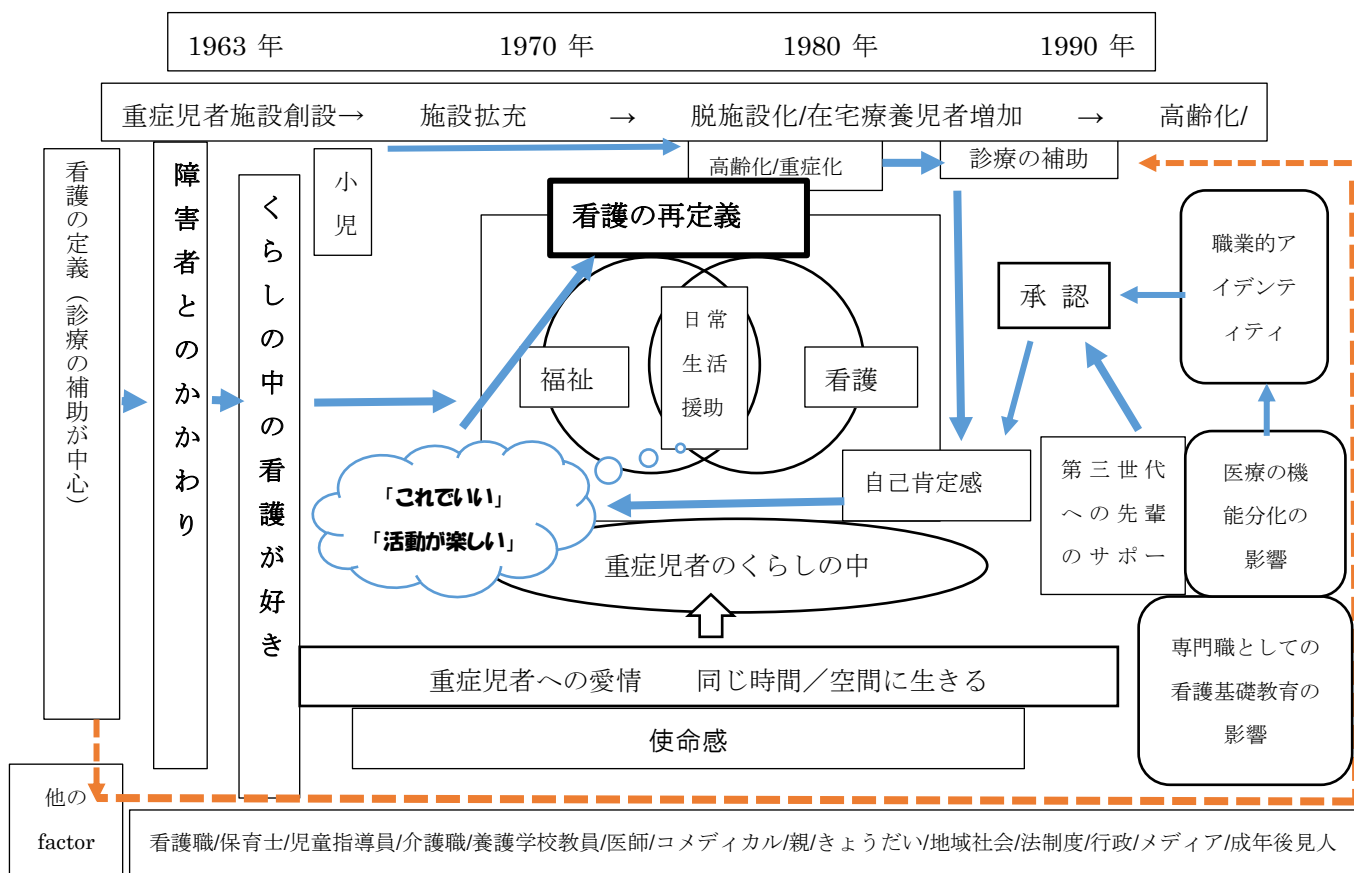 1963 年 1970 年 1980 年 1990 年
重症児者施設創設→ 施設拡充 → 脱施設化/在宅療養児者増加 → 高齢化/
看護の定義（診療の補助が中心）
障害者とのかかわり
くらしの中の看護が好き
小児
高齢化/重症化
診療の補助
看護の再定義
福祉
日常
生活
援助
看護
承 認
職業的ア
イデンテ
ィティ
「これでいい」
「活動が楽しい」
自己肯定感
第三世代
への先輩
のサポー
医療の機
能分化の
影響
重症児者のくらしの中
重症児者への愛情 同じ時間／空間に生きる
使命感
専門職としての
看護基礎教育の
影響
他の
factor
看護職/保育士/児童指導員/介護職/養護学校教員/医師/コメディカル/親/きょうだい/地域社会/法制度/行政/メディア/成年後見人